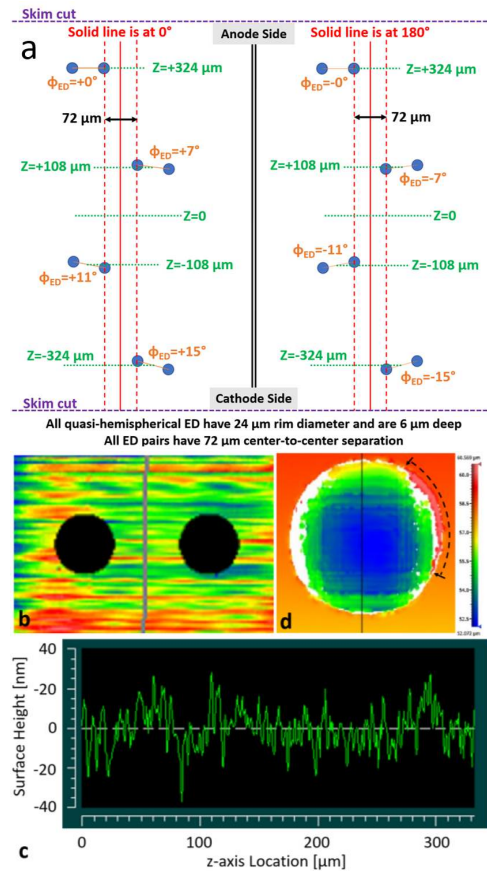 Skim cut
Solid line is at 0° Anode Side Solid line is at 180°
a
Z=+324 µm Z=+324 µm
ϕED=+0° ϕED=-0°
72 µm 72 µm
ϕED=+7°
Z=+108 µm Z=+108 µm
ϕED=-7°
Z=0 Z=0
ϕED=-11°
Z=-108 µm Z=-108 µm
ϕED=+11°
Z=-324 µm ϕED=+15° Z=-324 µm
ϕED=-15°
Skim cut Cathode Side
All quasi-hemispherical ED have 24 µm rim diameter and are 6 µm deep
All ED pairs have 72 µm center-to-center separation
b d
40
-20
0
-20
-40
Surface Height [nm]
0 100 200 300
z-axis Location [µm]
c